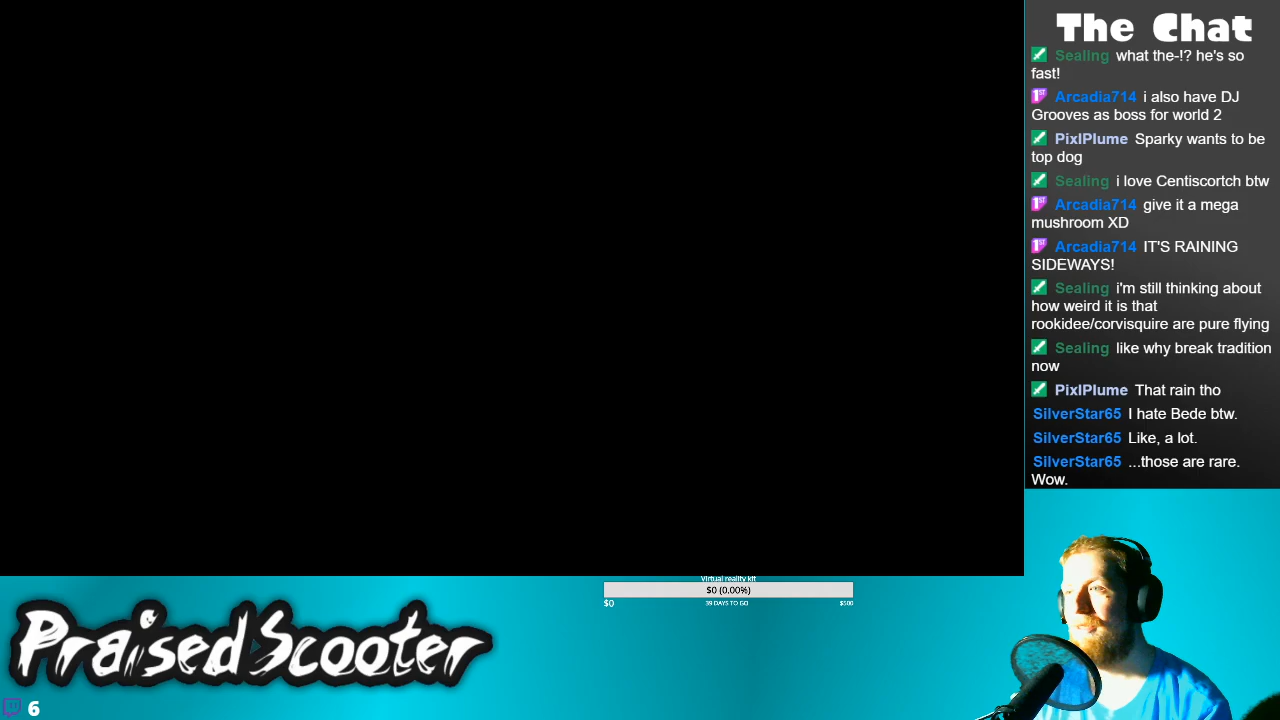 The Chat
Sealing what the-!? he's so
fast!
Arcadia714 i also have DJ
Grooves as boss for world 2
PixlPlume Sparky wants to be
top dog
Sealing i love Centiscortch btw
Arcadia714 give it a mega
mushroom XD
Arcadia714 IT'S RAINING
SIDEWAYS!
Sealing i'm still thinking about
how weird it is that
rookidee/corvisquire are pure flying
Sealing like why break tradition
now
PixlPlume That rain tho
SilverStar65 I hate Bede btw.
SilverStar65 Like, a lot.
SilverStar65 ...those are rare.
Wow.
Virtual reality kit
$0 (0.00%)
$0 39 DAYS TO GO $500
PraisedScooter
6